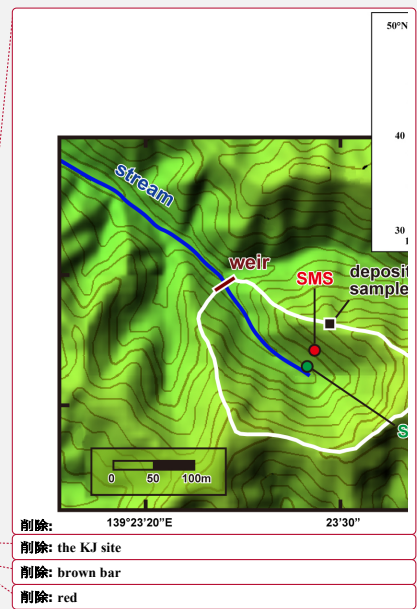 50°N
40
30
stream
weir
SMS
deposit
sample
S
0 50 100m
139°23'20"E 23'30"
削除:
削除: the KJ site
削除: brown bar
削除: red